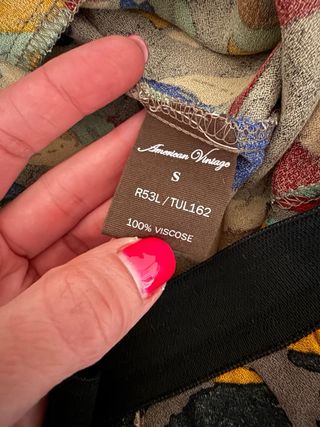 American Vintage
S
R53L / TUL162
100% VISCOSE